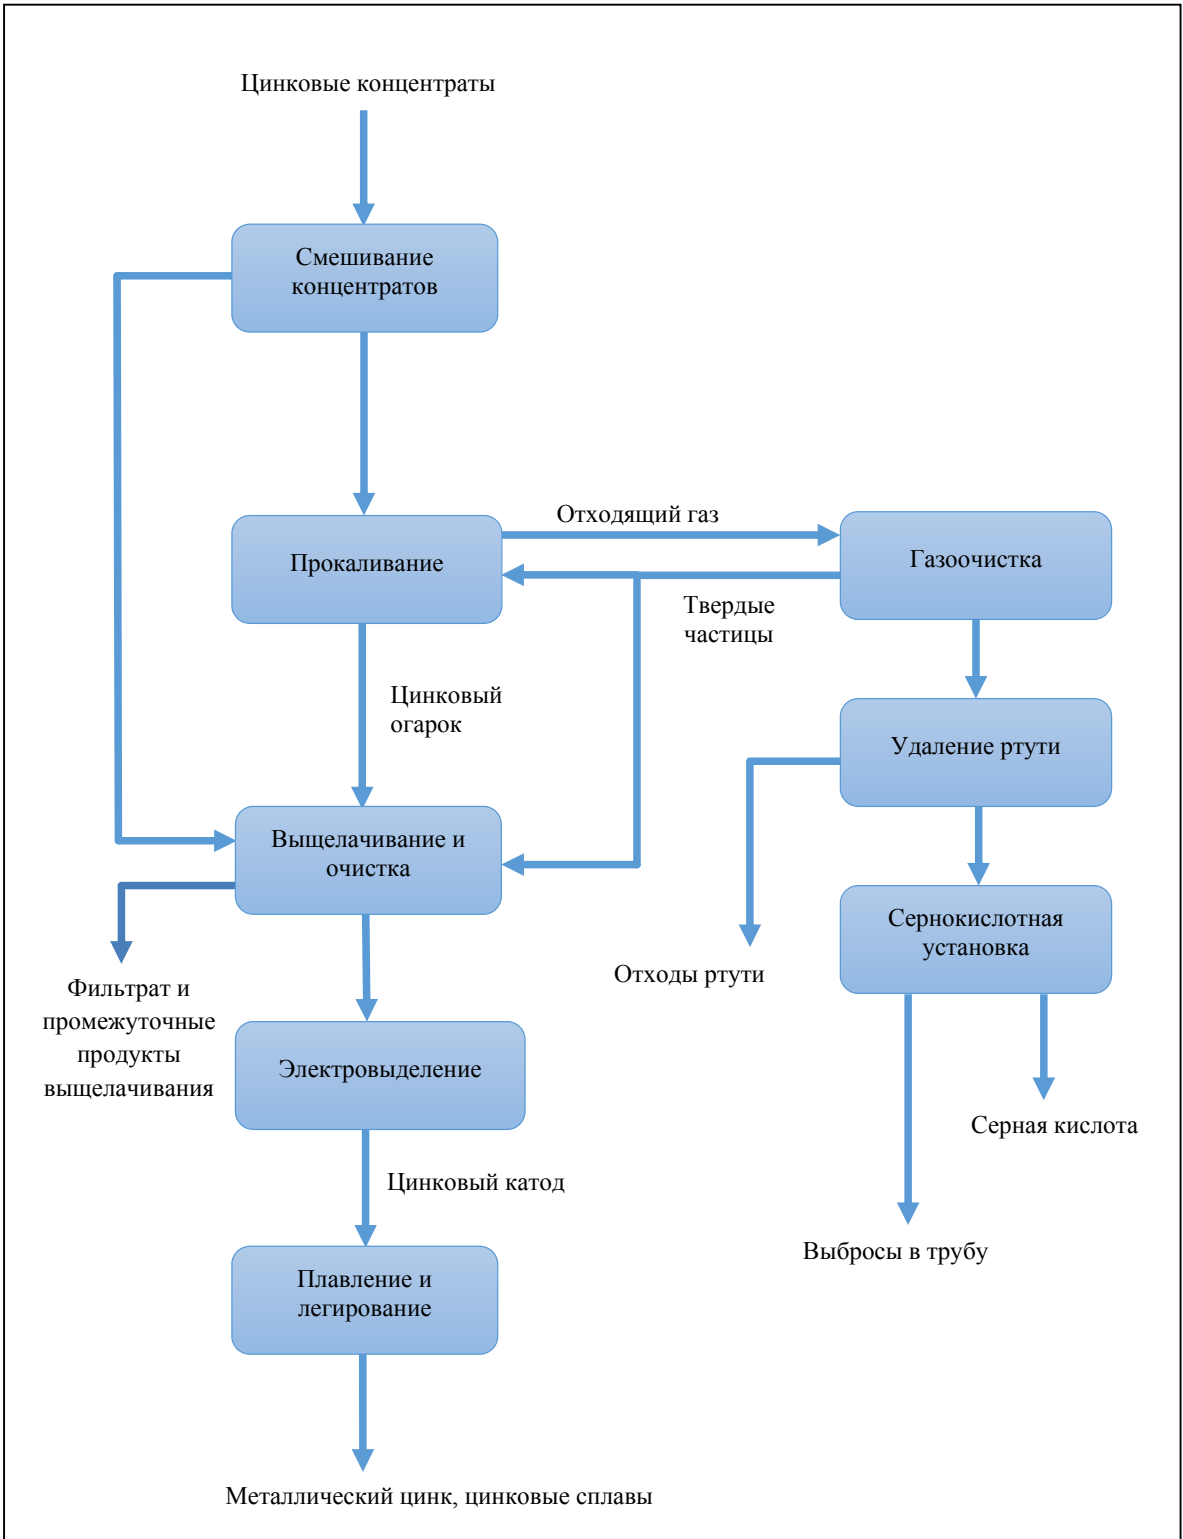 Цинковые концентраты
Смешивание
концентратов
Отходящий газ
Прокаливание
Газоочистка
Твердые
частицы
Цинковый
огарок
Удаление ртути
Выщелачивание и
очистка
Сернокислотная
установка
Отходы ртути
Фильтрат и
промежуточные
продукты
выщелачивания
Электровыделение
Серная кислота
Цинковый катод
Выбросы в трубу
Плавление и
легирование
Металлический цинк, цинковые сплавы